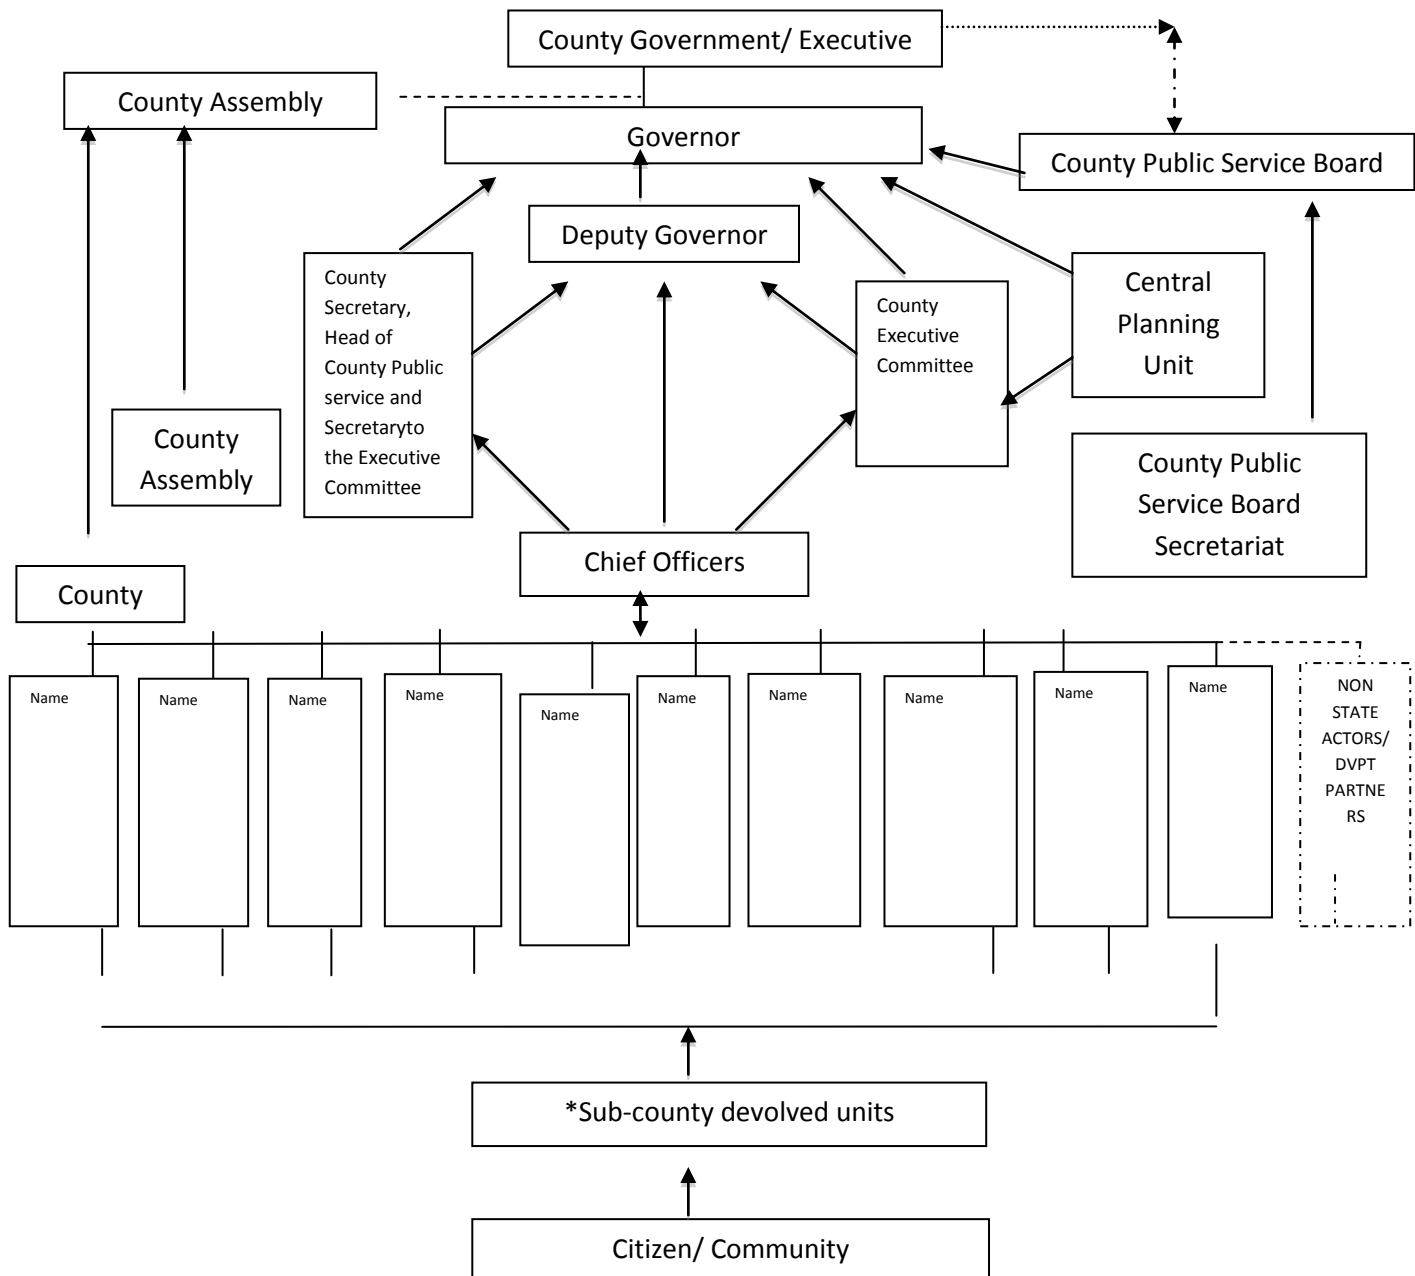 County Government/ Executive
County Assembly
Governor
County Public Service Board
Deputy Governor
County
Secretary,
Head of
County Public
service and
Secretaryto
the Executive
Committee
County
Executive
Committee
Central
Planning
Unit
County
Assembly
County Public
Service Board
Secretariat
Chief Officers
County
Name
Name
Name
Name
Name
Name
Name
Name
Name
Name
NON
STATE
ACTORS/
DVPT
PARTNE
RS
*Sub-county devolved units
Citizen/ Community